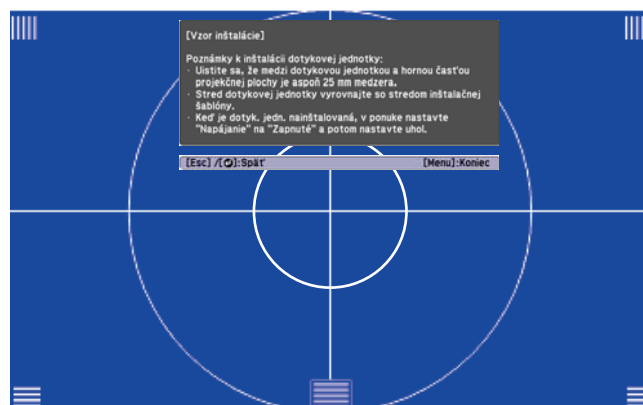 [Vzor inštalácie]
Poznámky k inštalácii dotykovej jednotky:
· Uistite sa, že medzi dotykovou jednotkou a hornou časťou
projekčnej plochy je aspoň 25 mm medzera.
· Stred dotykovej jednotky vyrovnajte so stredom inštalačnej
šablóny.
· Keď je dotyk. jedn. nainštalovaná, v ponuke nastavte
"Napájanie" na "Zapnuté" a potom nastavte uhol.
[Esc] /[↺]:Späť [Menu]:Koniec